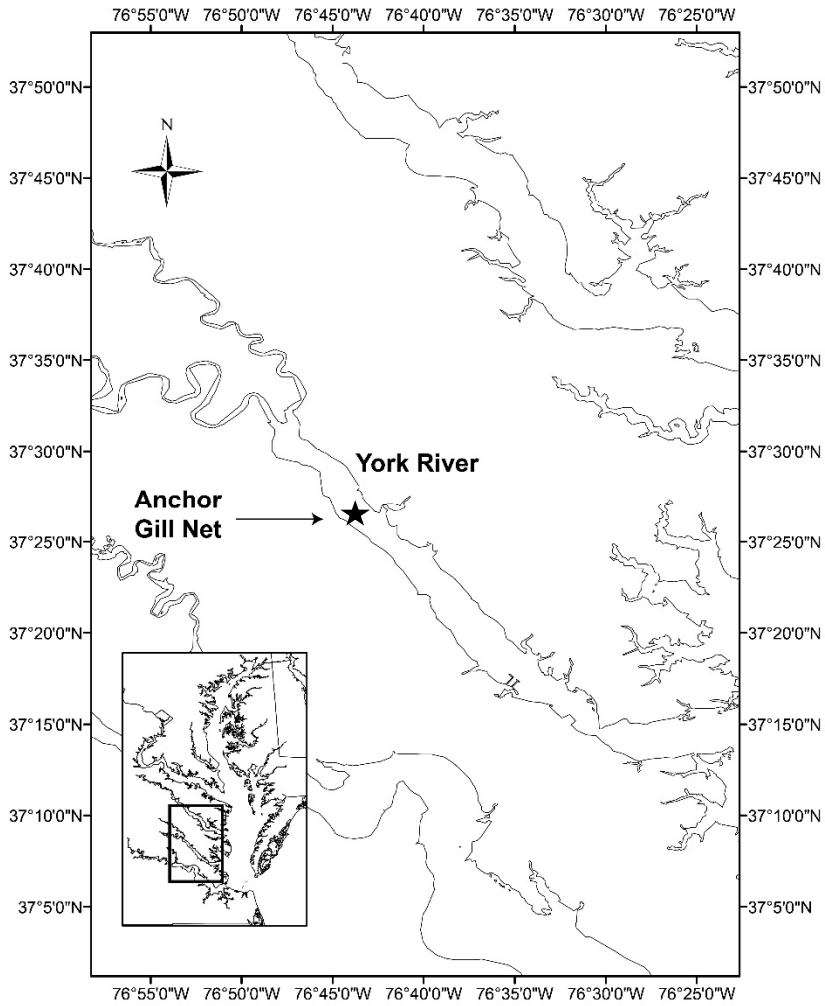 76°55'0"W 76°50'0"W 76°45'0"W 76°40'0"W 76°35'0"W 76°30'0"W 76°25'0"W
37°50'0"N 37°50'0"N
N
37°45'0"N 37°45'0"N
37°40'0"N 37°40'0"N
37°35'0"N 37°35'0"N
37°30'0"N 37°30'0"N
York River
Anchor
Gill Net
37°25'0"N 37°25'0"N
37°20'0"N 37°20'0"N
37°15'0"N 37°15'0"N
37°10'0"N 37°10'0"N
37°5'0"N 37°5'0"N
76°55'0"W 76°50'0"W 76°45'0"W 76°40'0"W 76°35'0"W 76°30'0"W 76°25'0"W